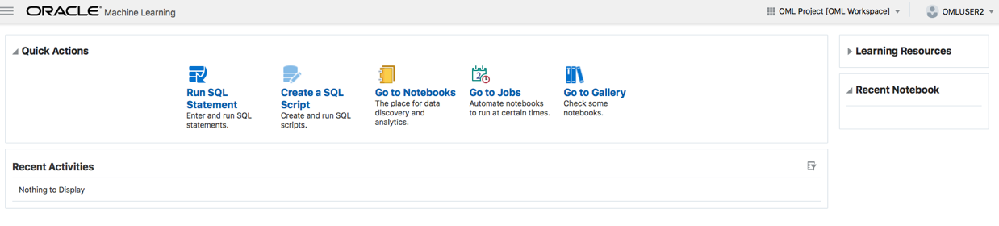 ORACLE® Machine Learning
OML Project [OML Workspace]
OMLUSER2
Quick Actions
Run SQL
Statement
Enter and run SQL
statements.
Create a SQL
Script
Create and run SQL
scripts.
Go to Notebooks
The place for data
discovery and
analytics.
Go to Jobs
Automate notebooks
to run at certain times.
Go to Gallery
Check some
notebooks.
Learning Resources
Recent Notebook
Recent Activities
Nothing to Display